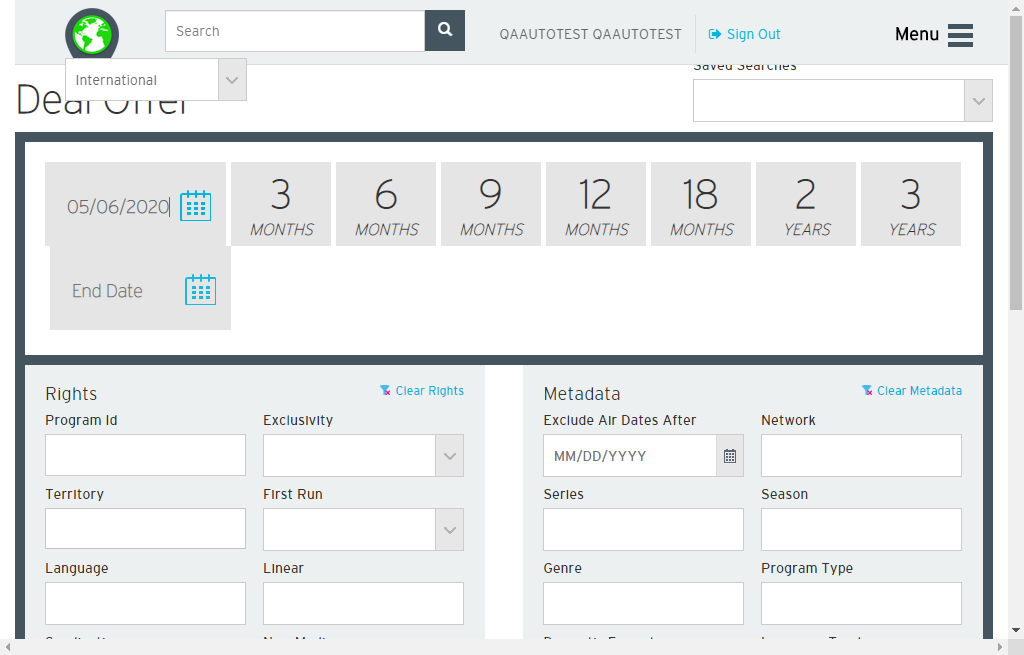 Search
QAAUTOTEST QAAUTOTEST
Sign Out
Menu
International
Saved Searches
Deal Offer
05/06/2020
3
MONTHS
6
MONTHS
9
MONTHS
12
MONTHS
18
MONTHS
2
YEARS
3
YEARS
End Date
Rights
Clear Rights
Program Id
Exclusivity
Territory
First Run
Language
Linear
Metadata
Clear Metadata
Exclude Air Dates After
Network
MM/DD/YYYY
Series
Season
Genre
Program Type